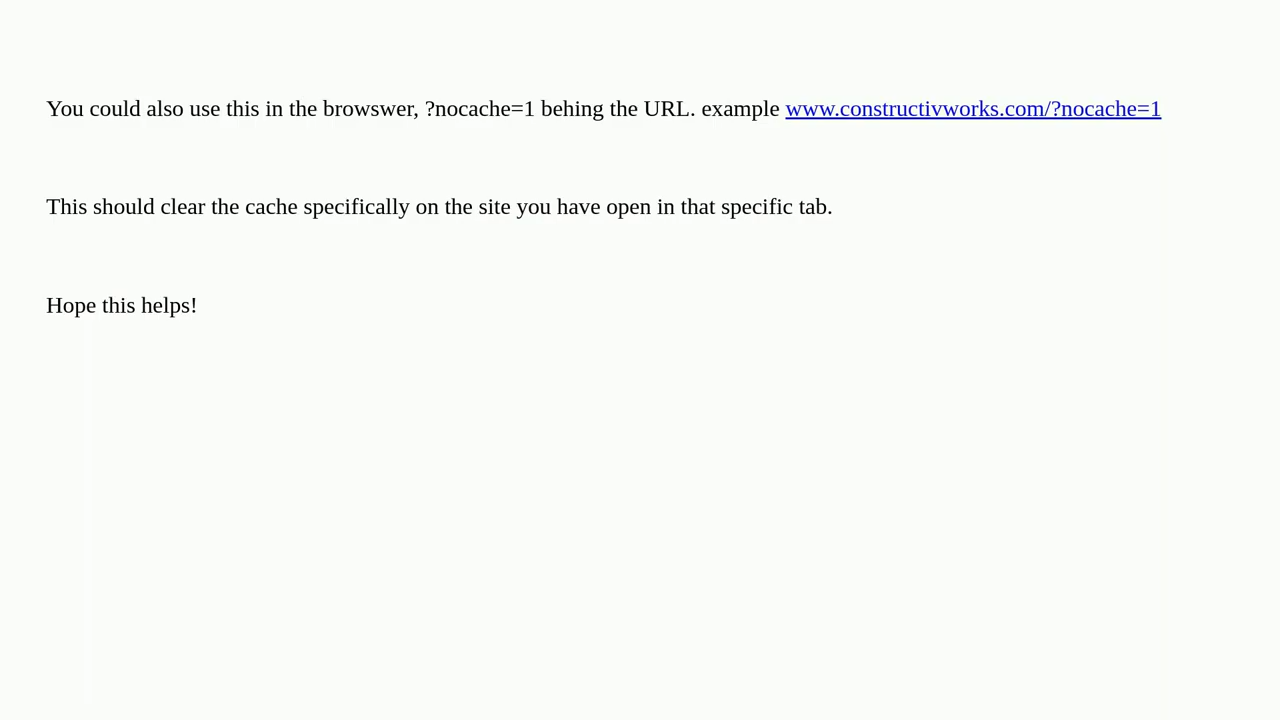 You could also use this in the browswer, ?nocache=1 behing the URL. example www.constructivworks.com/?nocache=1
This should clear the cache specifically on the site you have open in that specific tab.
Hope this helps!